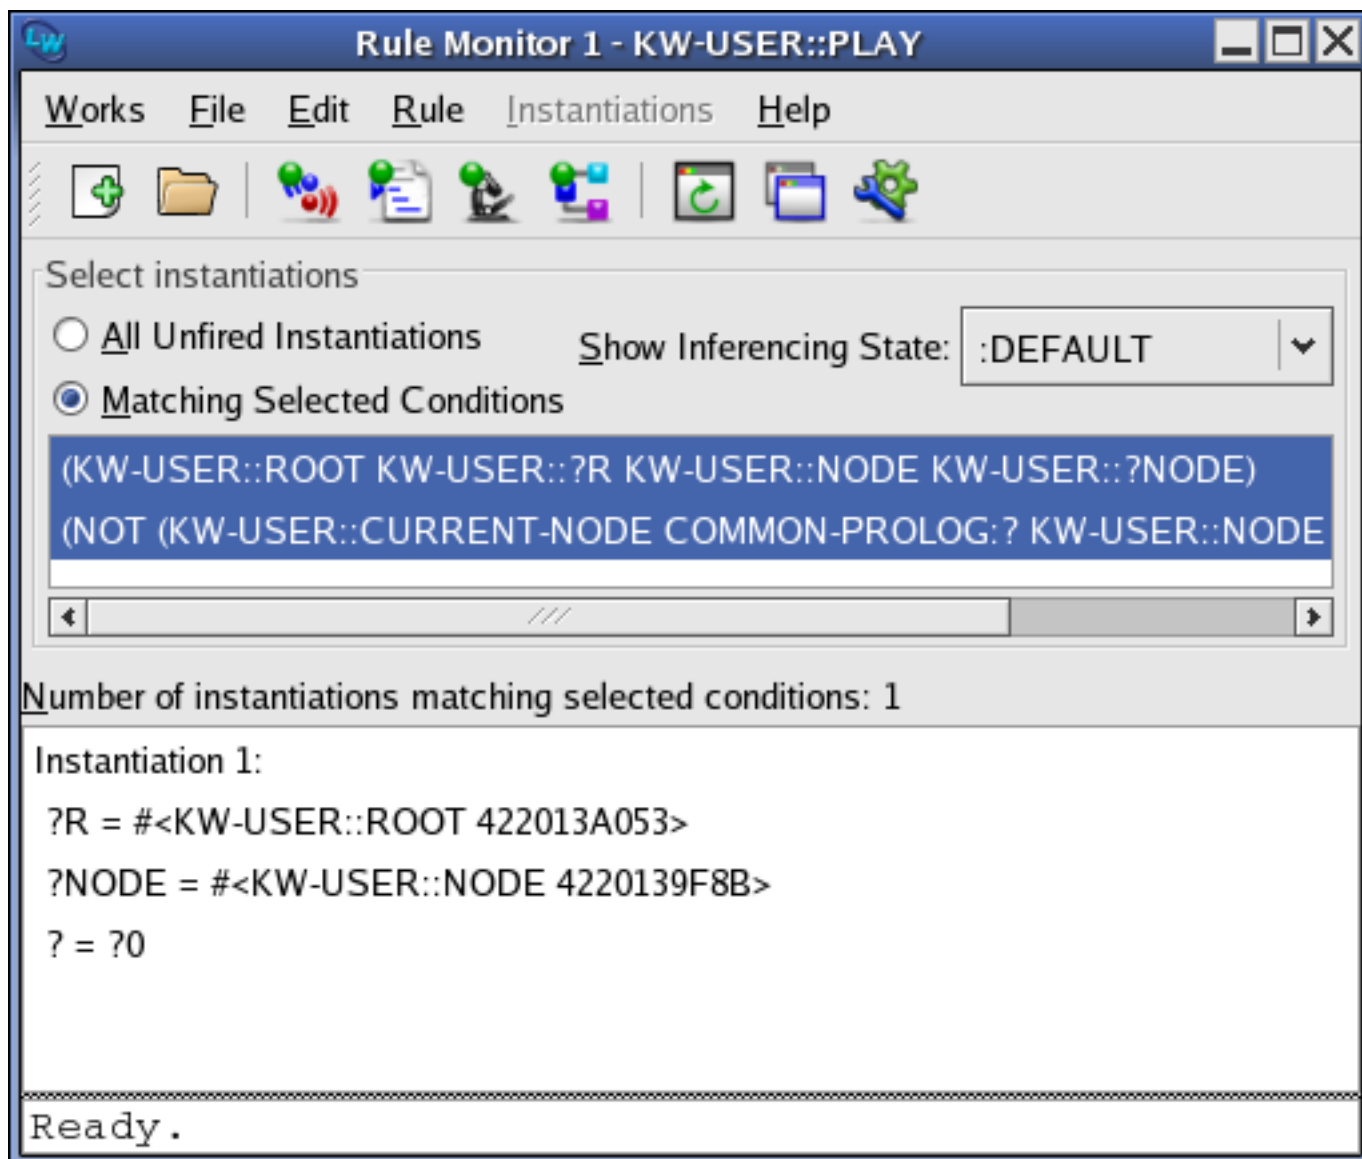 LW
Rule Monitor 1 - KW-USER::PLAY
Works File Edit Rule Instantiations Help
Select instantiations
All Unfired Instantiations
Show Inferencing State: :DEFAULT
Matching Selected Conditions
(KW-USER::ROOT KW-USER::?R KW-USER::NODE KW-USER::?NODE)
(NOT (KW-USER::CURRENT-NODE COMMON-PROLOG:? KW-USER::NODE
Number of instantiations matching selected conditions: 1
Instantiation 1:
?R = #<KW-USER::ROOT 422013A053>
?NODE = #<KW-USER::NODE 4220139F8B>
? = ?0
Ready.